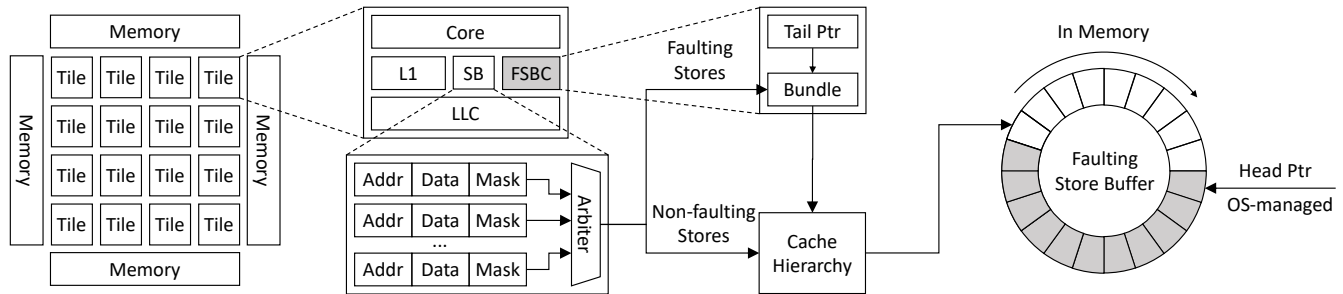 Memory
Memory
Tile Tile Tile Tile
Tile Tile Tile Tile
Tile Tile Tile Tile
Tile Tile Tile Tile
Memory
Memory
Core
L1 SB FSBC
LLC
Addr Data Mask
Addr Data Mask
...
Addr Data Mask
Arbiter
Faulting
Stores
Non-faulting
Stores
Tail Ptr
Bundle
Cache
Hierarchy
In Memory
Faulting
Store Buffer
Head Ptr
OS-managed